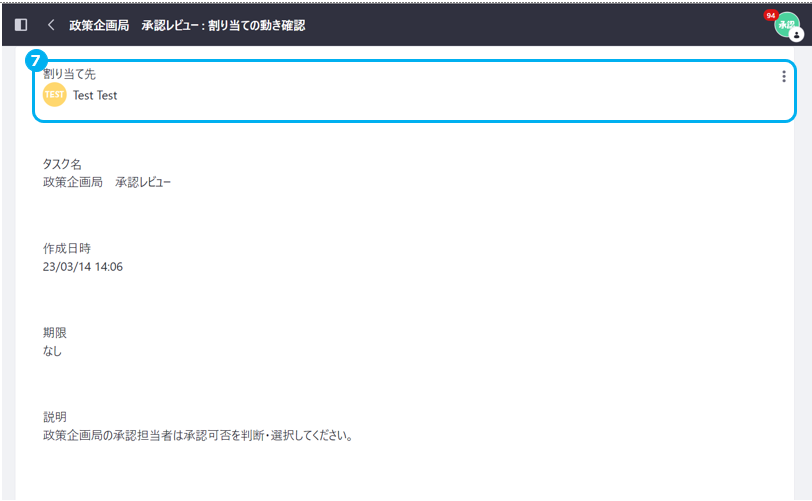 政策企画局　承認レビュー : 割り当ての動き確認
94
承認
7
割り当て先
TEST
Test Test
タスク名
政策企画局　承認レビュー
作成日時
23/03/14 14:06
期限
なし
説明
政策企画局の承認担当者は承認可否を判断・選択してください。